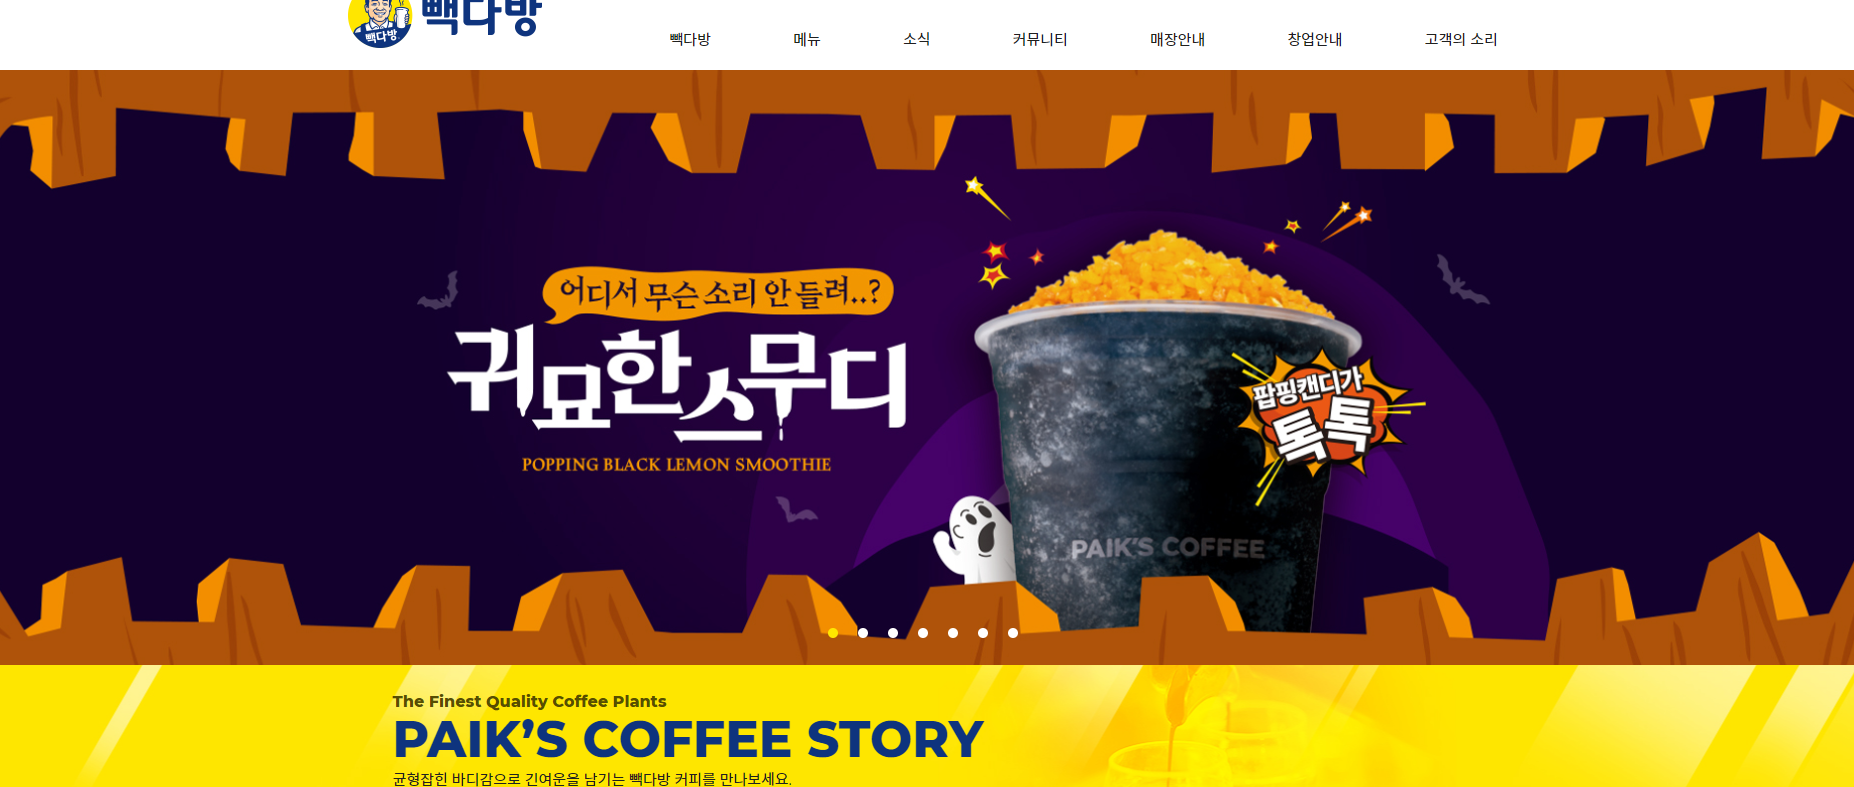 빽다방
빽다방
빽다방 메뉴 소식 커뮤니티 매장안내 창업안내 고객의 소리
어디서 무슨 소리 안 들려..?
귀묘한스무디
POPPING BLACK LEMON SMOOTHIE
팝핑캔디가
톡톡
PAIK'S COFFEE
The Finest Quality Coffee Plants
PAIK’S COFFEE STORY
균형잡힌 바디감으로 긴여운을 남기는 빽다방 커피를 만나보세요.